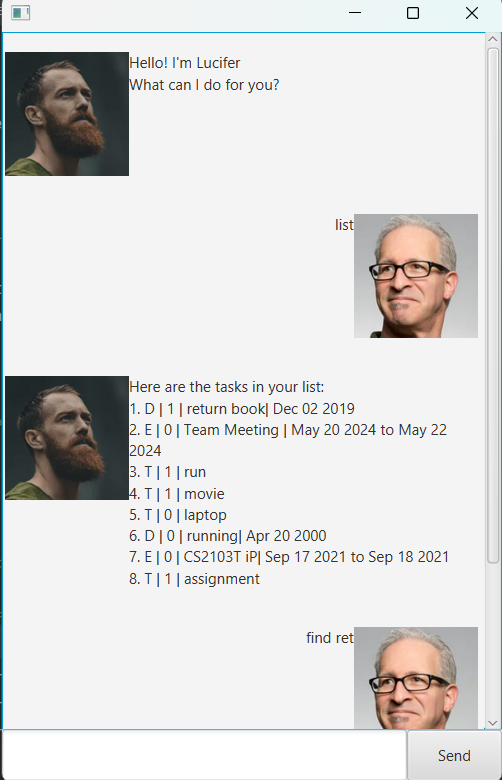 Hello! I'm Lucifer
What can I do for you?
list
Here are the tasks in your list:
1. D | 1 | return book| Dec 02 2019
2. E | 0 | Team Meeting | May 20 2024 to May 22
2024
3. T | 1 | run
4. T | 1 | movie
5. T | 0 | laptop
6. D | 0 | running| Apr 20 2000
7. E | 0 | CS2103T iP| Sep 17 2021 to Sep 18 2021
8. T | 1 | assignment
find ret
Send